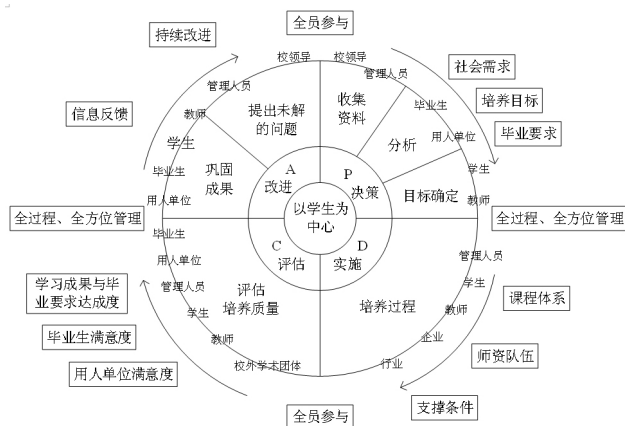 全员参与
持续改进
校领导
校领导
管理人员
管理人员
社会需求
培养目标
毕业要求
信息反馈
教师
学生
毕业生
用人单位
提出未解
的问题
收集
资料
毕业生
用人单位
学生
教师
分析
巩固
成果
A
改进
P
决策
目标确定
全过程、全方位管理
以学生为
中心
全过程、全方位管理
毕业生
用人单位
管理人员
学生
教师
校外学术团体
C
评估
D
实施
评估
培养质量
培养过程
管理人员
学生
教师
企业
行业
学习成果与毕
业要求达成度
毕业生满意度
用人单位满意度
课程体系
师资队伍
支撑条件
全员参与